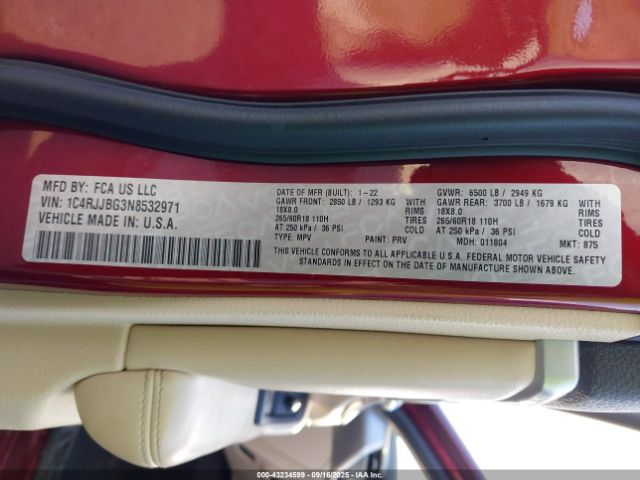 MFD BY: FCA US LLC
VIN: 1C4RJJBG3N8532971
VEHICLE MADE IN: U.S.A.
DATE OF MFR (BUILT): 1-22
GAWR FRONT: 2850 LB / 1293 KG WITH
18X8.0 RIMS
265/60R18 110H TIRES
AT 250 kPa / 36 PSI COLD
TYPE: MPV PAINT: PRV
GVWR: 6500 LB / 2949 KG
GAWR REAR: 3700 LB / 1679 KG WITH
18X8.0 RIMS
265/60R18 110H TIRES
AT 250 kPa / 36 PSI COLD
MDH: 011804 MKT: 875
THIS VEHICLE CONFORMS TO ALL APPLICABLE U.S.A. FEDERAL MOTOR VEHICLE SAFETY
STANDARDS IN EFFECT ON THE DATE OF MANUFACTURE SHOWN ABOVE.
000-43234599 - 09/16/2025 - IAA Inc.